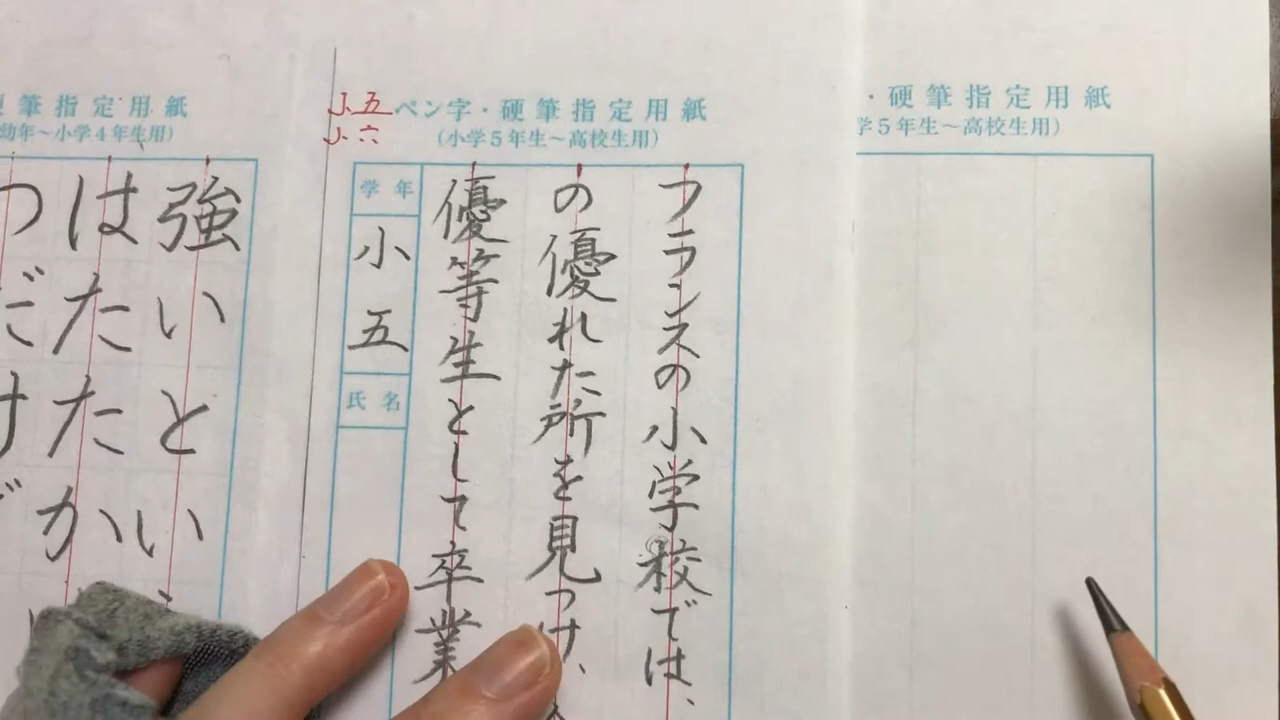 筆指定用紙
幼年～小学4年生用)
強いとい
はたたか
つだけ
小五
小六
ペン字・硬筆指定用紙
(小学5年生～高校生用)
フランスの小学校では、
の優れた所を見つけ、
優等生として卒業
学年
小五
氏名
・硬筆指定用紙
学5年生～高校生用)